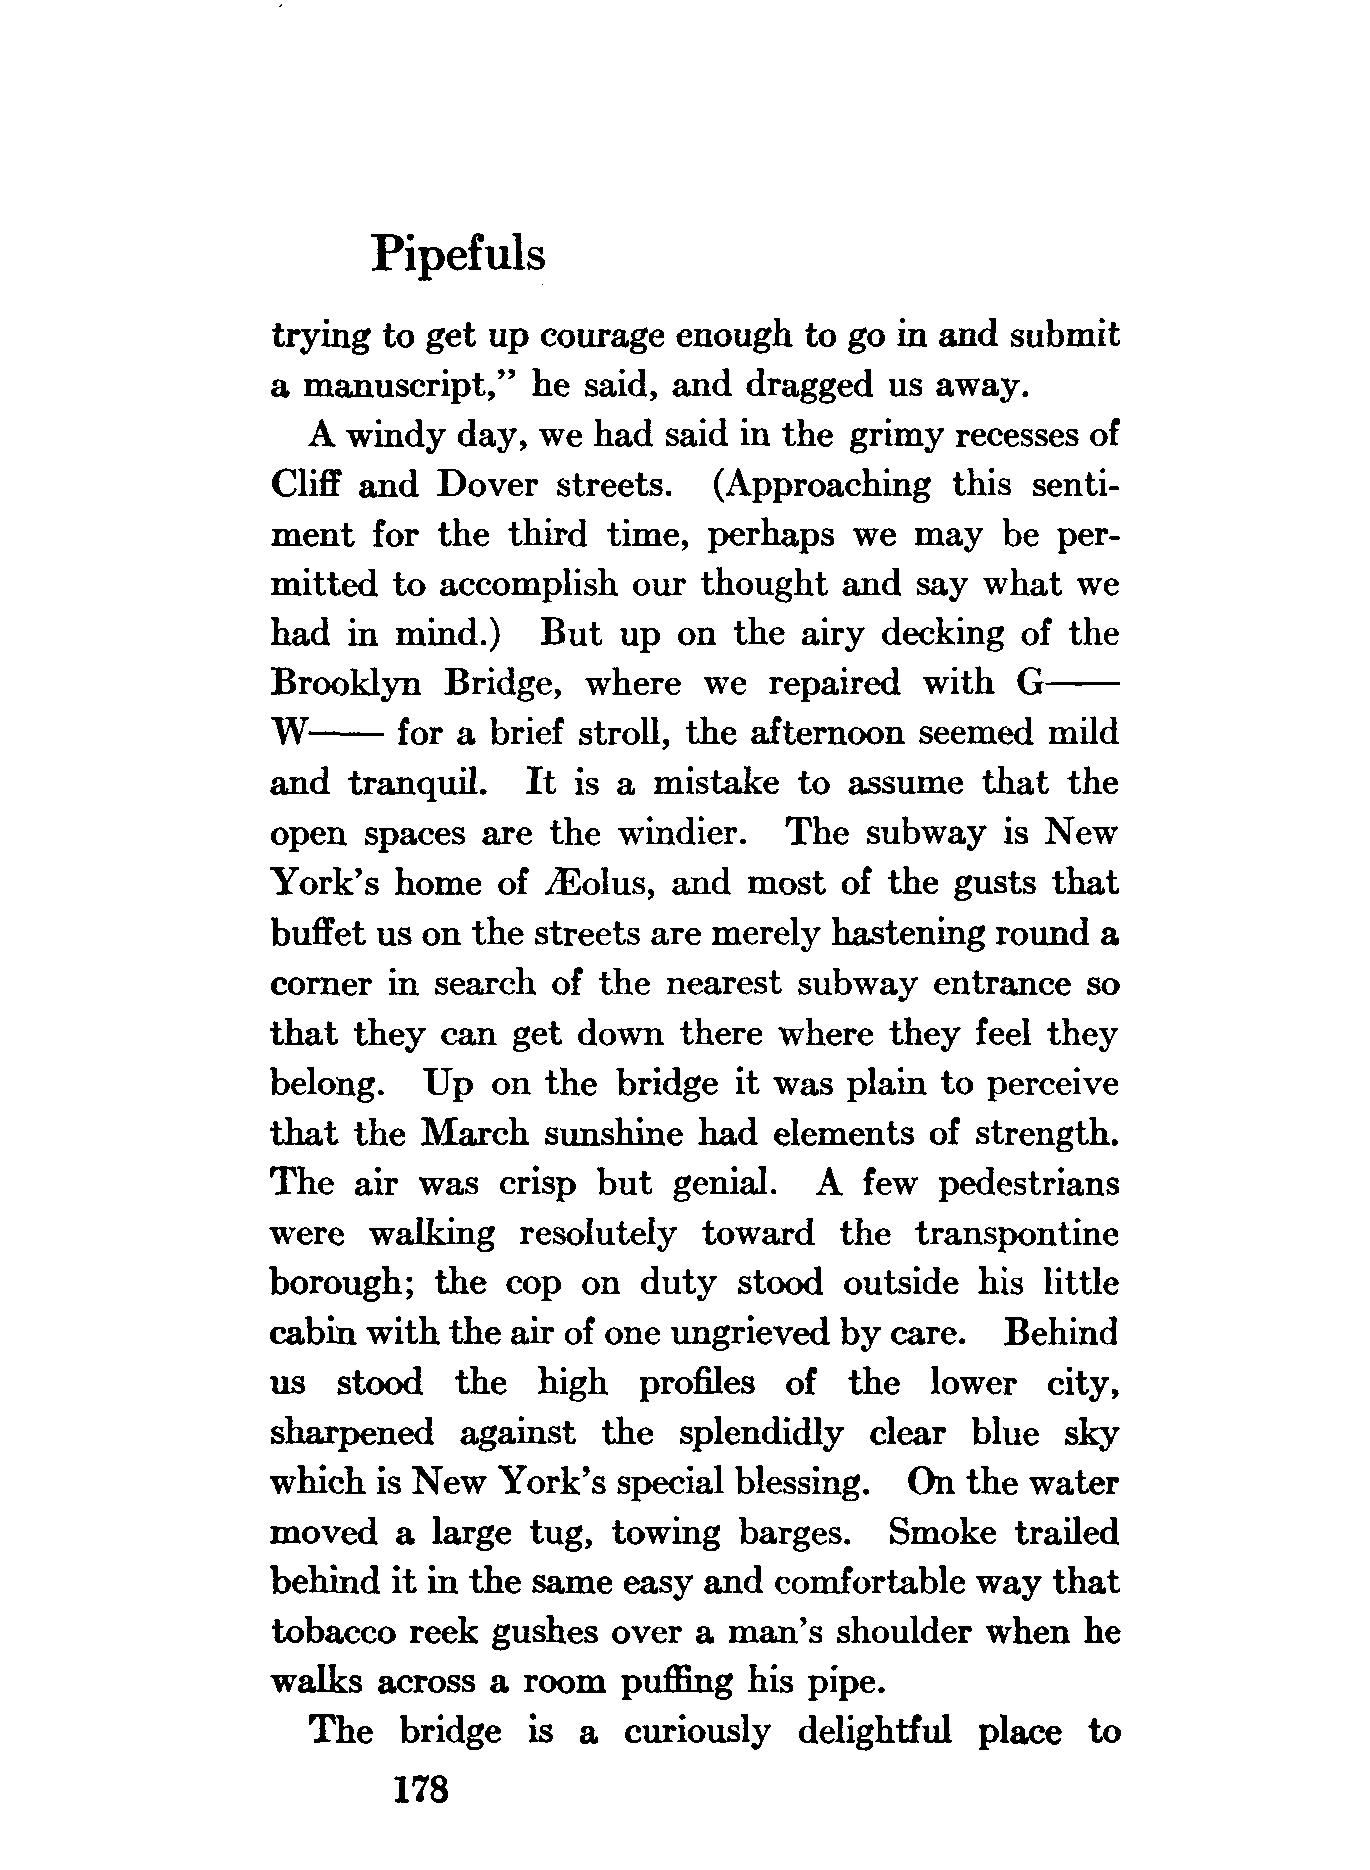 Pipefuls
trying to get up courage enough to go in and submit
a manuscript,” he said, and dragged us away.
A windy day, we had said in the grimy recesses of
Cliff and Dover streets. (Approaching this senti-
ment for the third time, perhaps we may be per-
mitted to accomplish our thought and say what we
had in mind.) But up on the airy decking of the
Brooklyn Bridge, where we repaired with G——
W—— for a brief stroll, the afternoon seemed mild
and tranquil. It is a mistake to assume that the
open spaces are the windier. The subway is New
York’s home of Æolus, and most of the gusts that
buffet us on the streets are merely hastening round a
corner in search of the nearest subway entrance so
that they can get down there where they feel they
belong. Up on the bridge it was plain to perceive
that the March sunshine had elements of strength.
The air was crisp but genial. A few pedestrians
were walking resolutely toward the transpontine
borough; the cop on duty stood outside his little
cabin with the air of one ungrieved by care. Behind
us stood the high profiles of the lower city,
sharpened against the splendidly clear blue sky
which is New York’s special blessing. On the water
moved a large tug, towing barges. Smoke trailed
behind it in the same easy and comfortable way that
tobacco reek gushes over a man’s shoulder when he
walks across a room puffing his pipe.
The bridge is a curiously delightful place to
178